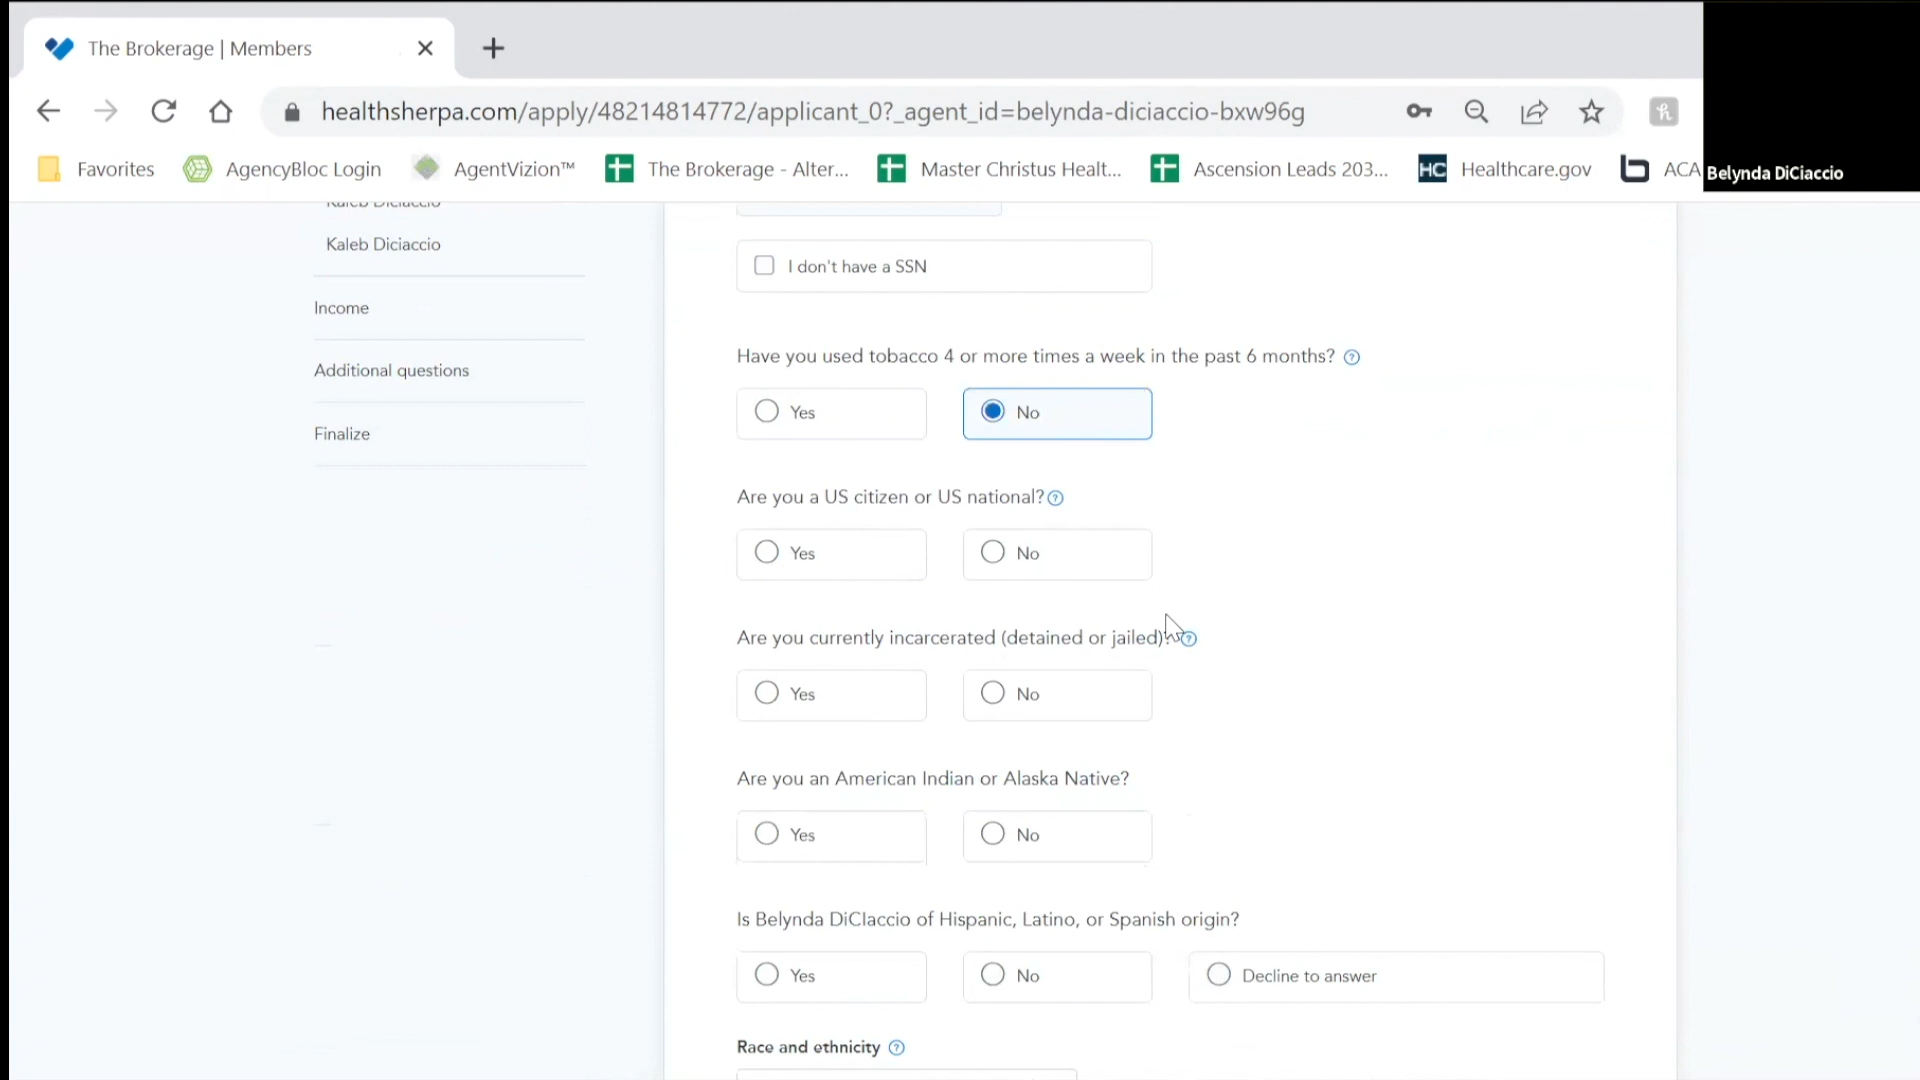 The Brokerage | Members
healthsherpa.com/apply/48214814772/applicant_0?_agent_id=belynda-diciaccio-bxw96g
Favorites AgencyBloc Login AgentVizion™ The Brokerage - Alter... Master Christus Healt... Ascension Leads 203... HC Healthcare.gov ACA
Belynda DiCiaccio
Kaleb Diciaccio
Kaleb Diciaccio
Income
Additional questions
Finalize
I don't have a SSN
Have you used tobacco 4 or more times a week in the past 6 months? ?
Yes No
Are you a US citizen or US national? ?
Yes No
Are you currently incarcerated (detained or jailed)? ?
Yes No
Are you an American Indian or Alaska Native?
Yes No
Is Belynda DiCIaccio of Hispanic, Latino, or Spanish origin?
Yes No Decline to answer
Race and ethnicity ?